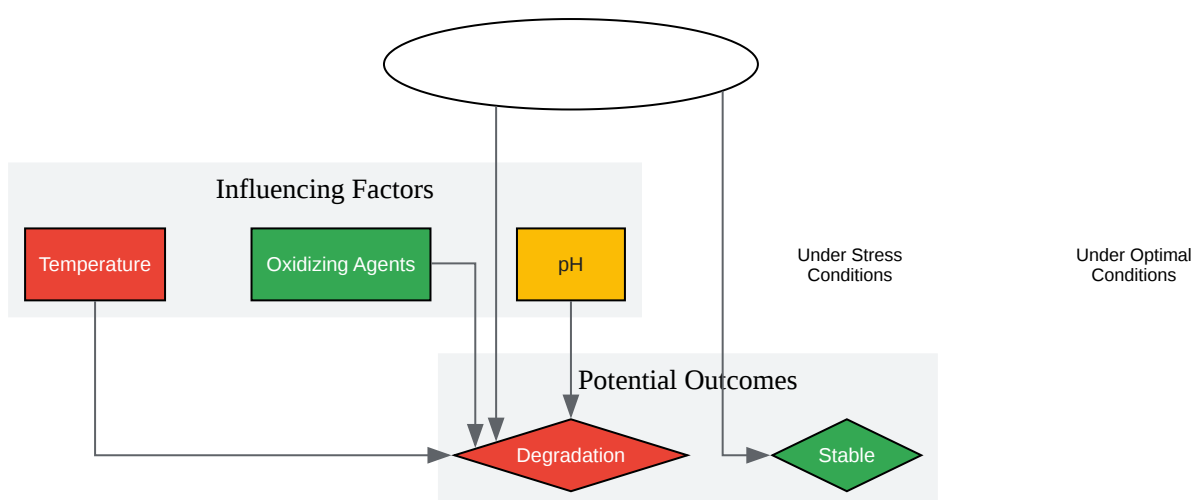 Influencing Factors
Temperature
Oxidizing Agents
pH
Under Stress
Conditions
Under Optimal
Conditions
Potential Outcomes
Degradation
Stable